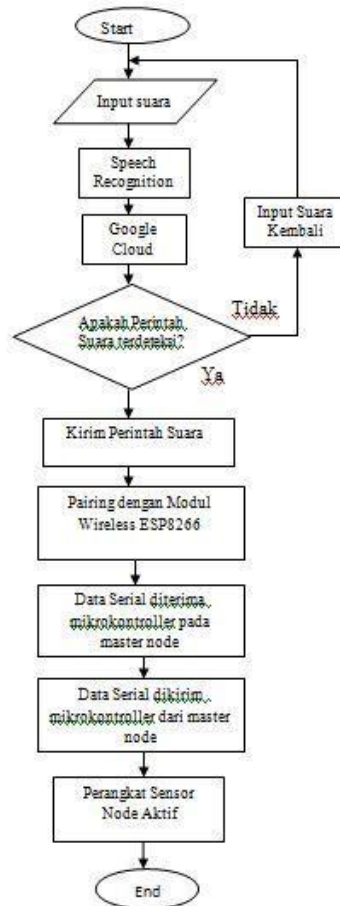 Start
Input suara
Speech
Recognition
Google
Cloud
Input Suara
Kembali
Apakah Perintah
Suara terdeteksi?
Tidak
Ya
Kirim Perintah Suara
Pairing dengan Modul
Wireless ESP8266
Data Serial diterima
mikrokontroller pada
master node
Data Serial dikirim
mikrokontroller dari master
node
Perangkat Sensor
Node Aktif
End